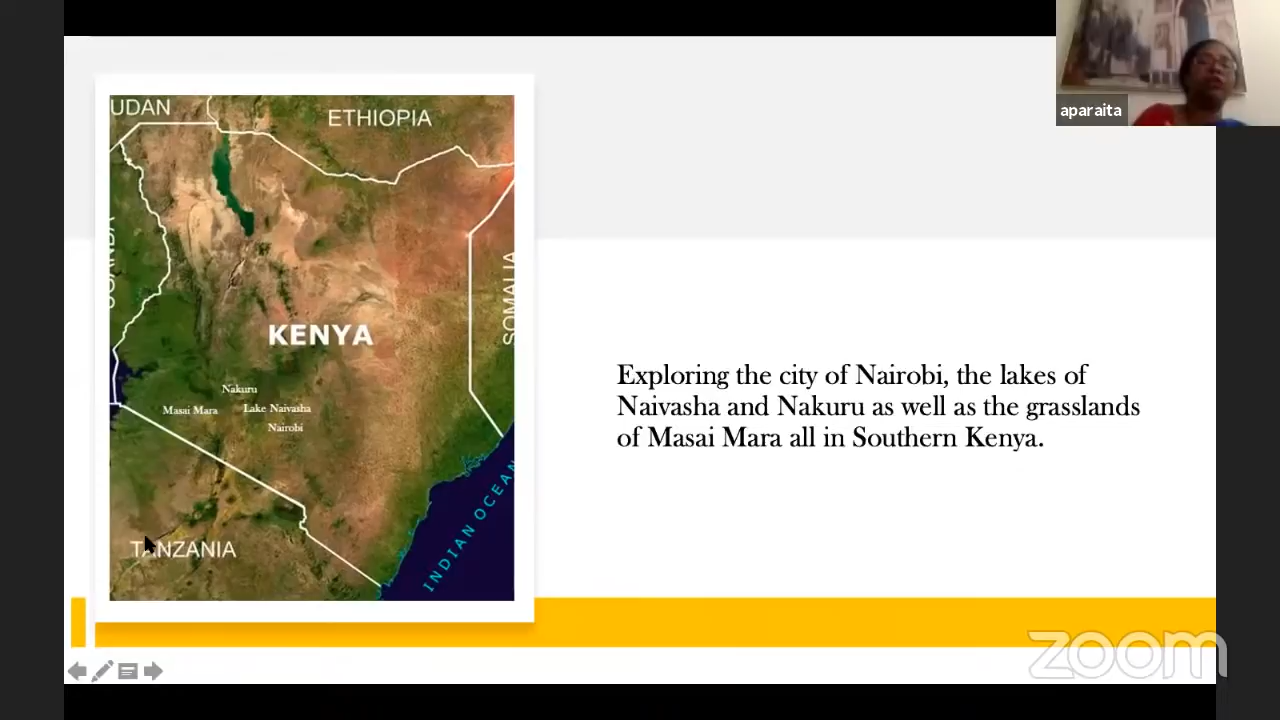 aparaita
UDAN
ETHIOPIA
UGANDA
SOMALIA
KENYA
Nakuru
Masai Mara
Lake Naivasha
Nairobi
TANZANIA
INDIAN OCEAN
Exploring the city of Nairobi, the lakes of
Naivasha and Nakuru as well as the grasslands
of Masai Mara all in Southern Kenya.
zoom